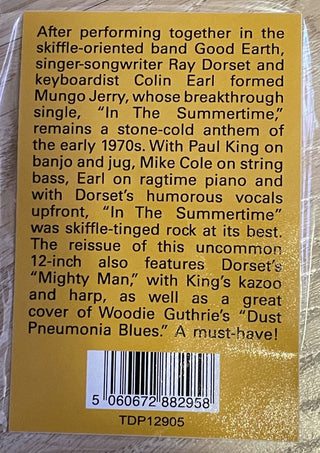 After performing together in the
skiffle-oriented band Good Earth,
singer-songwriter Ray Dorset and
keyboardist Colin Earl formed
Mungo Jerry, whose breakthrough
single, “In The Summertime,”
remains a stone-cold anthem of
the early 1970s. With Paul King on
banjo and jug, Mike Cole on string
bass, Earl on ragtime piano and
with Dorset’s humorous vocals
upfront, “In The Summertime”
was skiffle-tinged rock at its best.
The reissue of this uncommon
12-inch also features Dorset’s
“Mighty Man,” with King’s kazoo
and harp, as well as a great
cover of Woodie Guthrie’s “Dust
Pneumonia Blues.” A must-have!
5 060672 882958
TDP12905